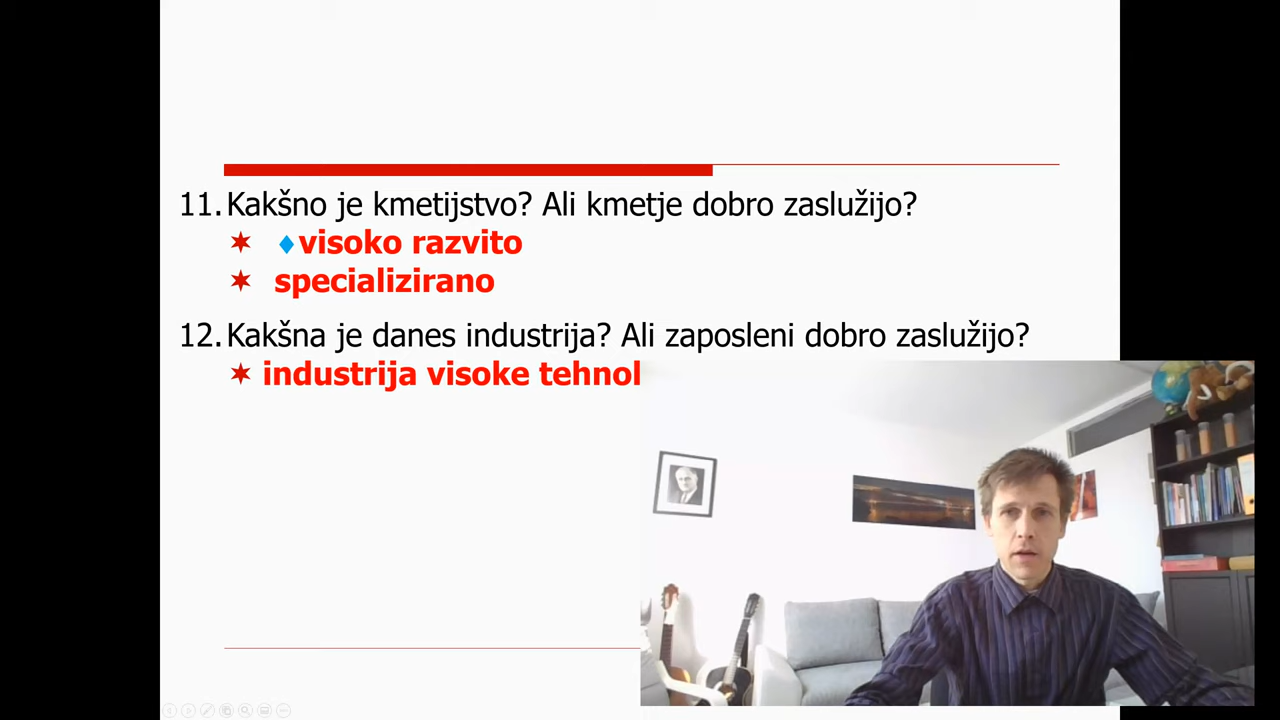 11. Kakšno je kmetijstvo? Ali kmetje dobro zaslužijo?
visoko razvito
specializirano
12. Kakšna je danes industrija? Ali zaposleni dobro zaslužijo?
industrija visoke tehnol